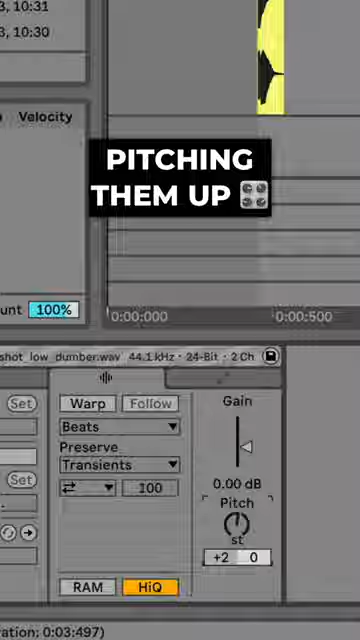 3, 10:31
3, 10:30
Velocity
PITCHING
THEM UP
unt 100%
0:00:000 0:00:500
shot_low_dumber.wav 44.1 kHz · 24-Bit · 2 Ch
Set Warp Follow Gain
Beats
Preserve
Set Transients
100 0.00 dB
Pitch
st
+2 0
RAM HiQ
ration: 0:03:497)